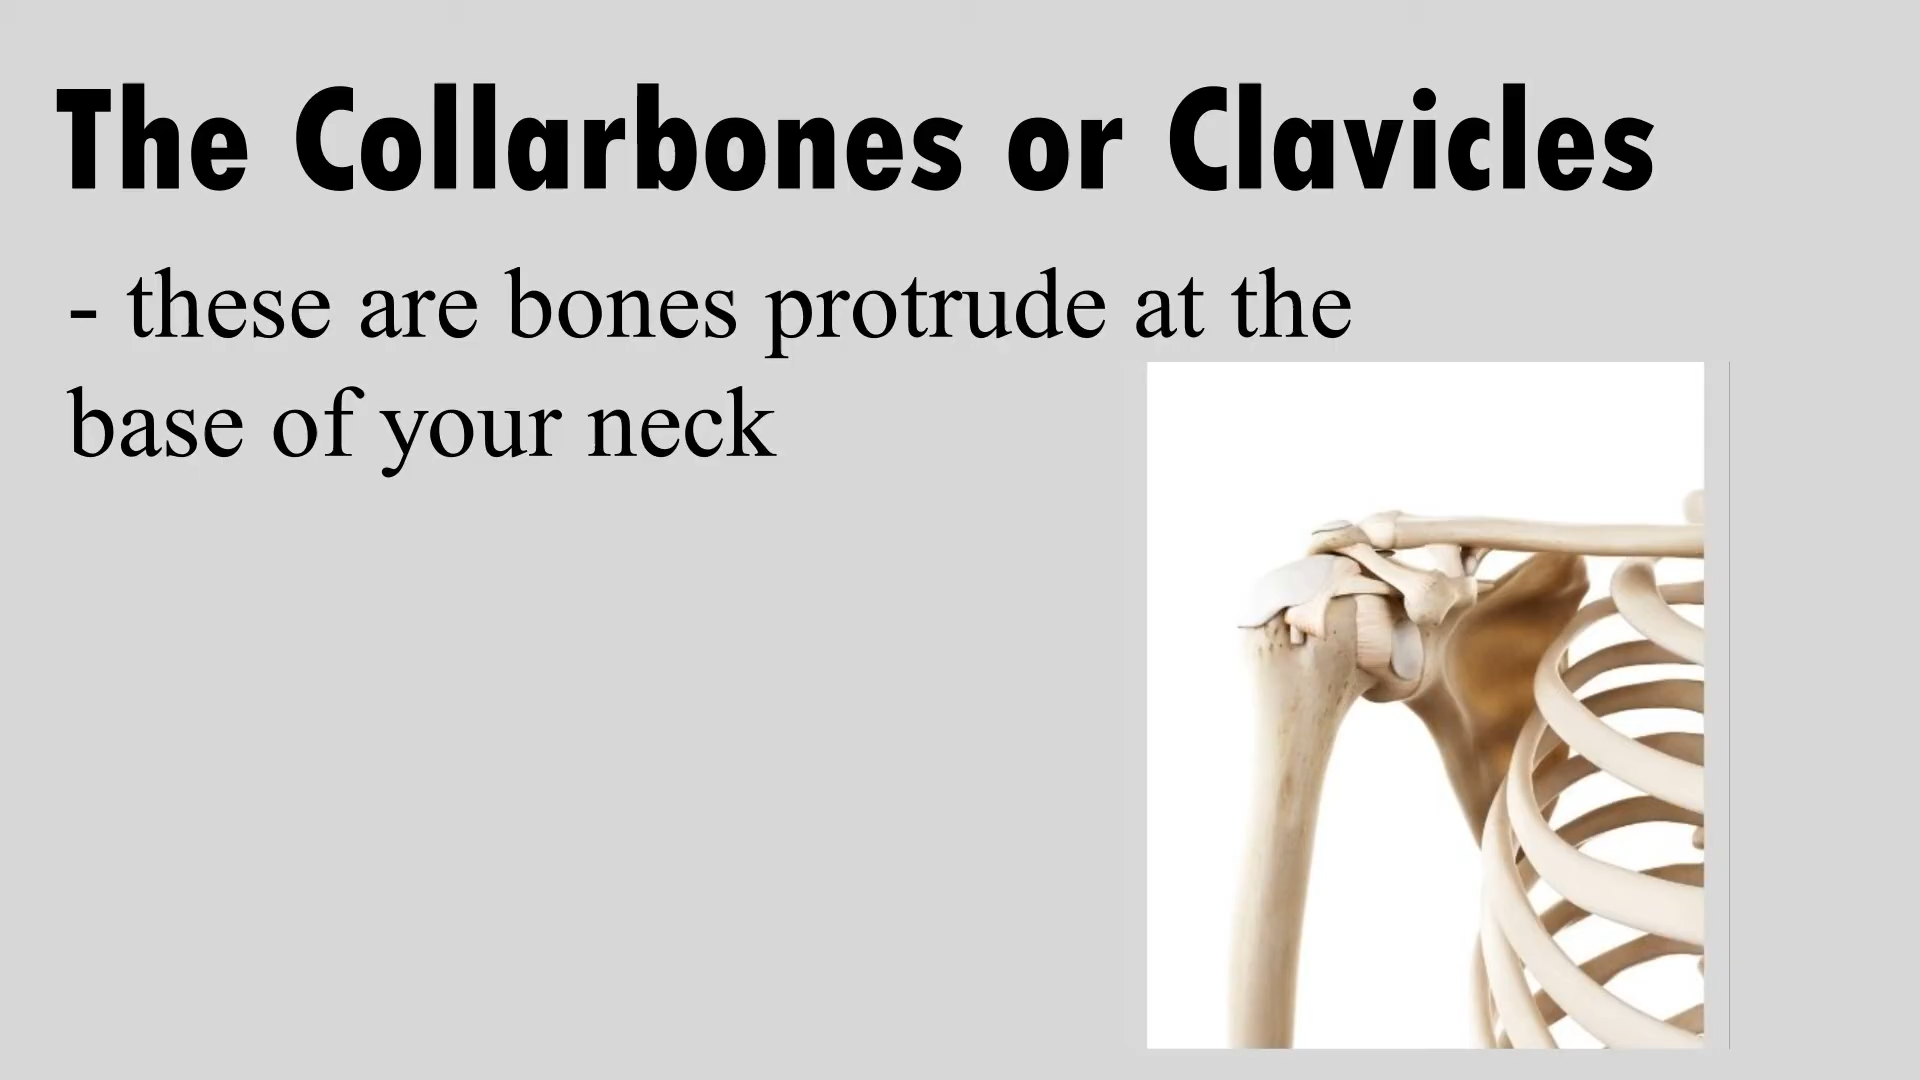 The Collarbones or Clavicles
- these are bones protrude at the
base of your neck